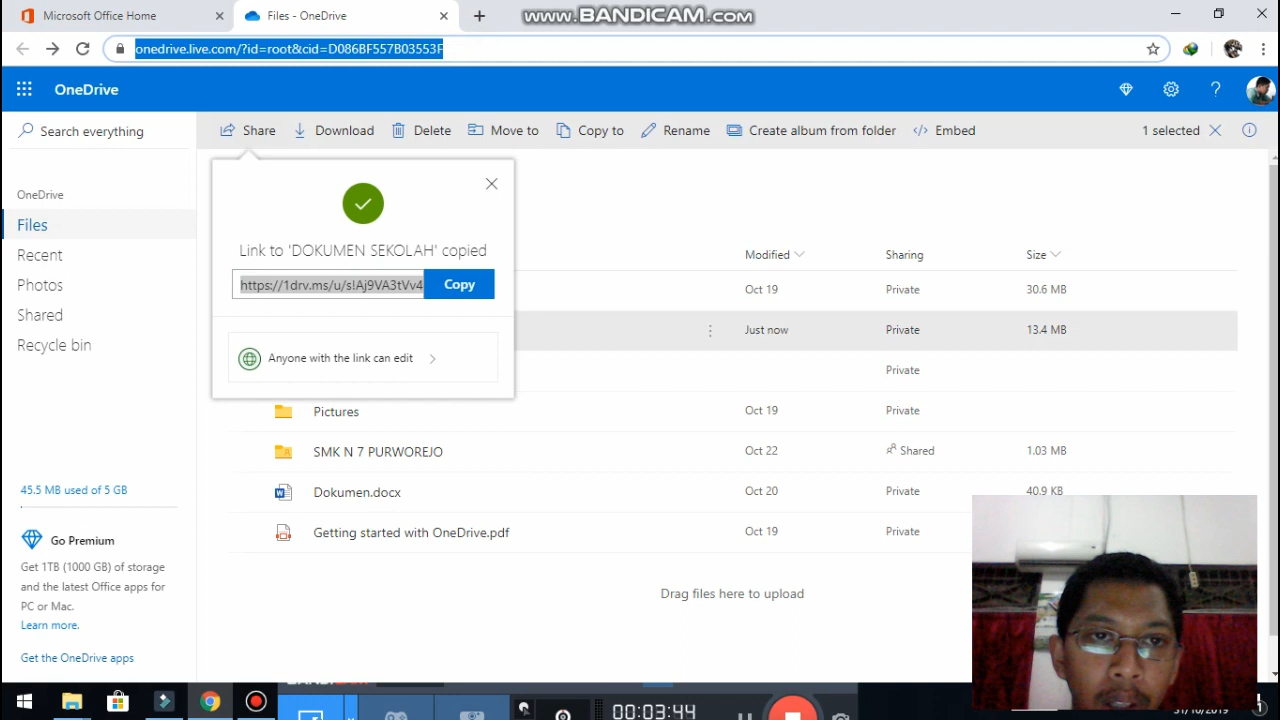 Microsoft Office Home
Files - OneDrive
www.BANDICAM.com
onedrive.live.com/?id=root&cid=D086BF557B03553F
OneDrive
Search everything
Share
Download
Delete
Move to
Copy to
Rename
Create album from folder
Embed
1 selected
OneDrive
Files
Recent
Photos
Shared
Recycle bin
Link to 'DOKUMEN SEKOLAH' copied
https://1drv.ms/u/s!Aj9VA3tVv4
Copy
Anyone with the link can edit
Modified
Sharing
Size
Oct 19
Private
30.6 MB
Just now
Private
13.4 MB
Private
Pictures
Oct 19
Private
SMK N 7 PURWOREJO
Oct 22
Shared
1.03 MB
Dokumen.docx
Oct 20
Private
40.9 KB
Getting started with OneDrive.pdf
Oct 19
Private
Drag files here to upload
45.5 MB used of 5 GB
Go Premium
Get 1TB (1000 GB) of storage
and the latest Office apps for
PC or Mac.
Learn more.
Get the OneDrive apps
00:03:44
31/10/2019